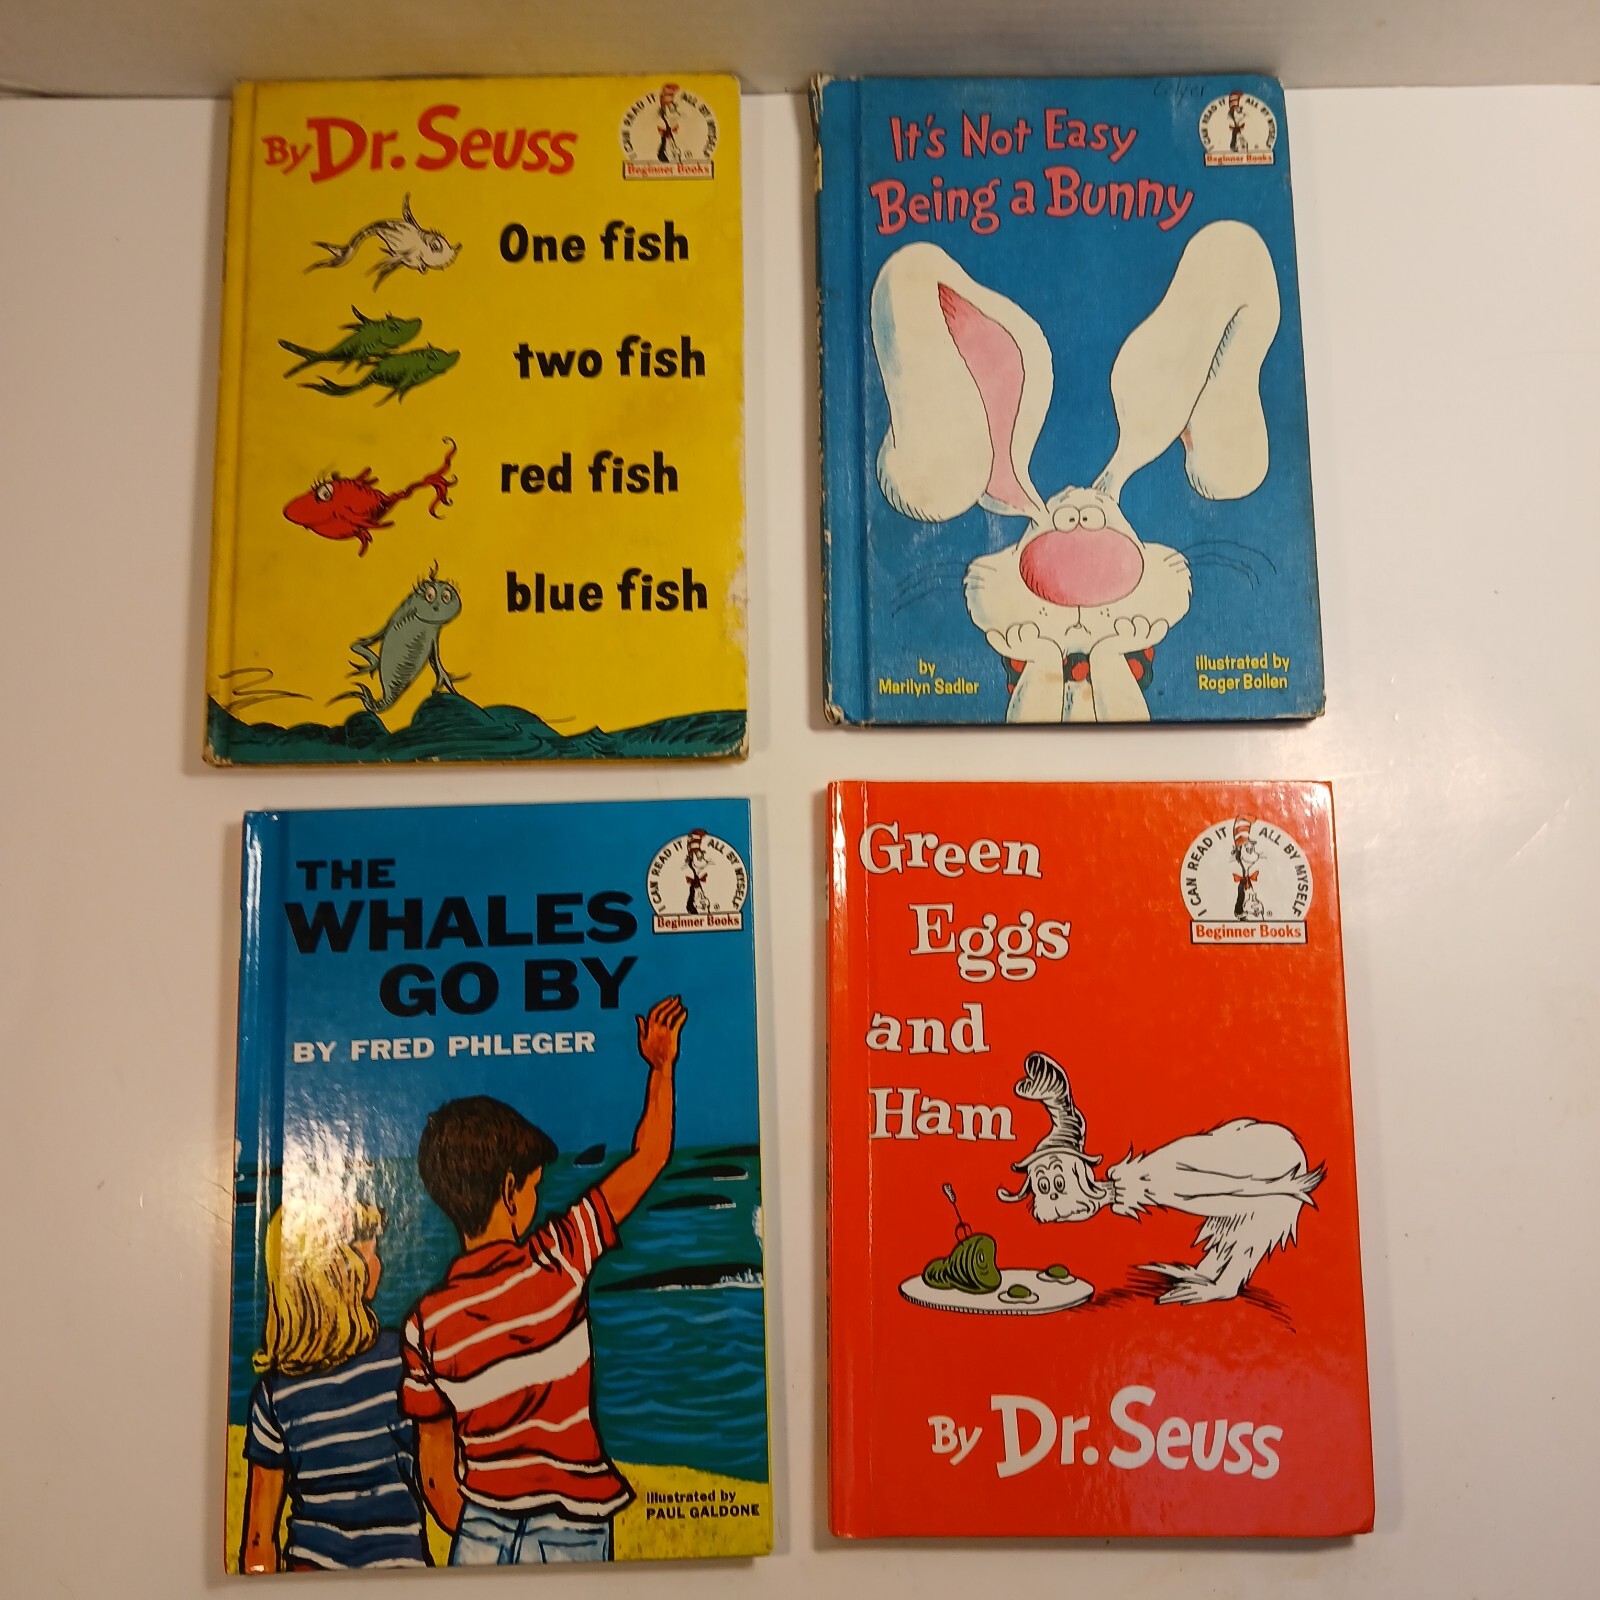 By Dr. Seuss
I CAN READ IT ALL BY MYSELF
Beginner Books
One fish
two fish
red fish
blue fish
It's Not Easy
Being a Bunny
I CAN READ IT ALL BY MYSELF
Beginner Books
by
Marilyn Sadler
illustrated by
Roger Bollen
THE
WHALES
GO BY
BY FRED PHLEGER
I CAN READ IT ALL BY MYSELF
Beginner Books
illustrated by
PAUL GALDONE
Green
Eggs
and
Ham
I CAN READ IT ALL BY MYSELF
Beginner Books
By Dr. Seuss